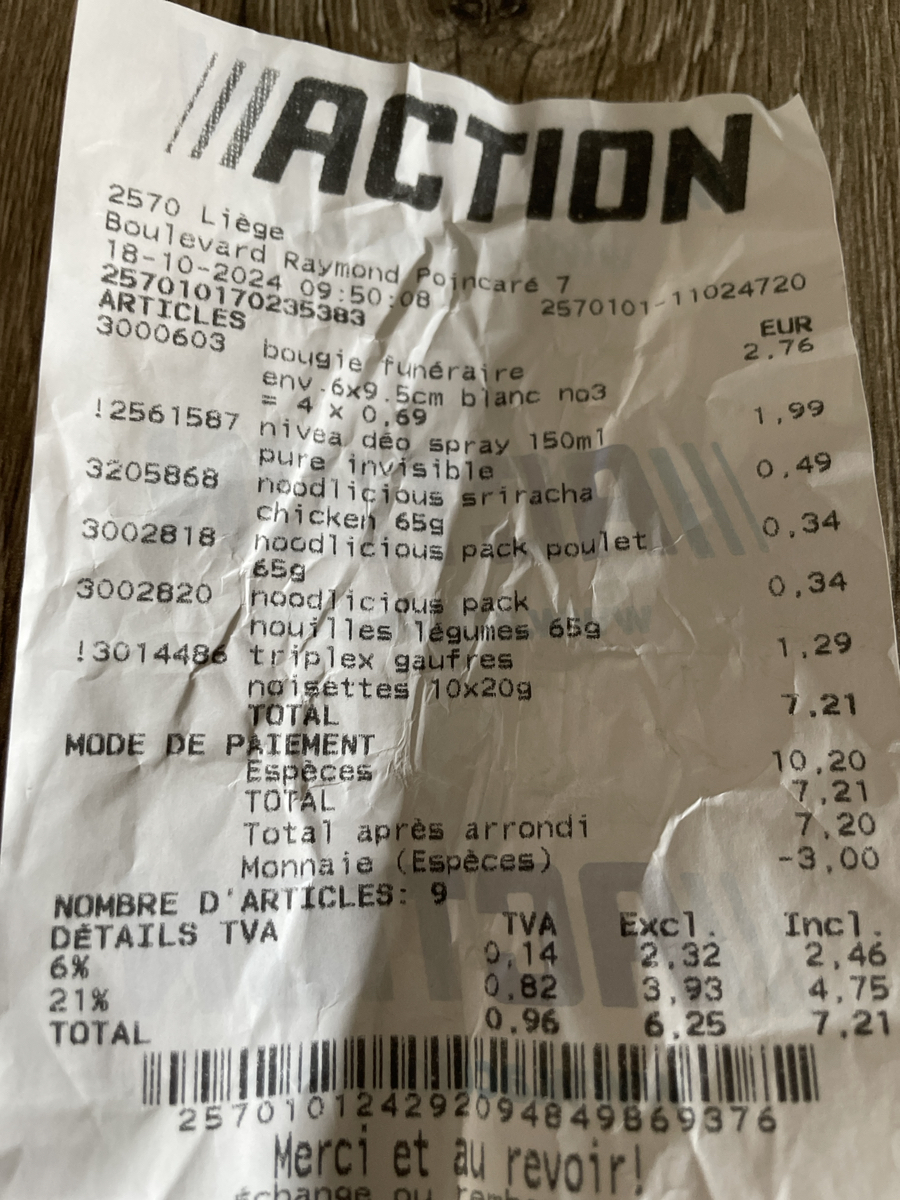 ACTION
2570 Liège
Boulevard Raymond Poincaré 7
18-10-2024 09:50:08 2570101-11024720
257010170235383
ARTICLES EUR
3000603 bougie funéraire 2.76
env.6x9.5cm blanc no3
= 4 x 0,69
!2561587 nivea déo spray 150ml 1,99
pure invisible
3205868 noodlicious sriracha 0,49
chicken 65g
3002818 noodlicious pack poulet 0,34
65g
3002820 noodlicious pack 0,34
nouilles légumes 65g
!3014486 triplex gaufres 1,29
noisettes 10x20g
TOTAL 7.21
MODE DE PAIEMENT
Espèces 10,20
TOTAL 7,21
Total après arrondi 7,20
Monnaie (Espèces) -3,00
NOMBRE D'ARTICLES: 9
DÉTAILS TVA TVA Excl. Incl.
6% 0,14 2,32 2,46
21% 0,82 3,93 4,75
TOTAL 0,96 6,25 7,21
2570101242920948498693​76
Merci et au revoir!
échange ou